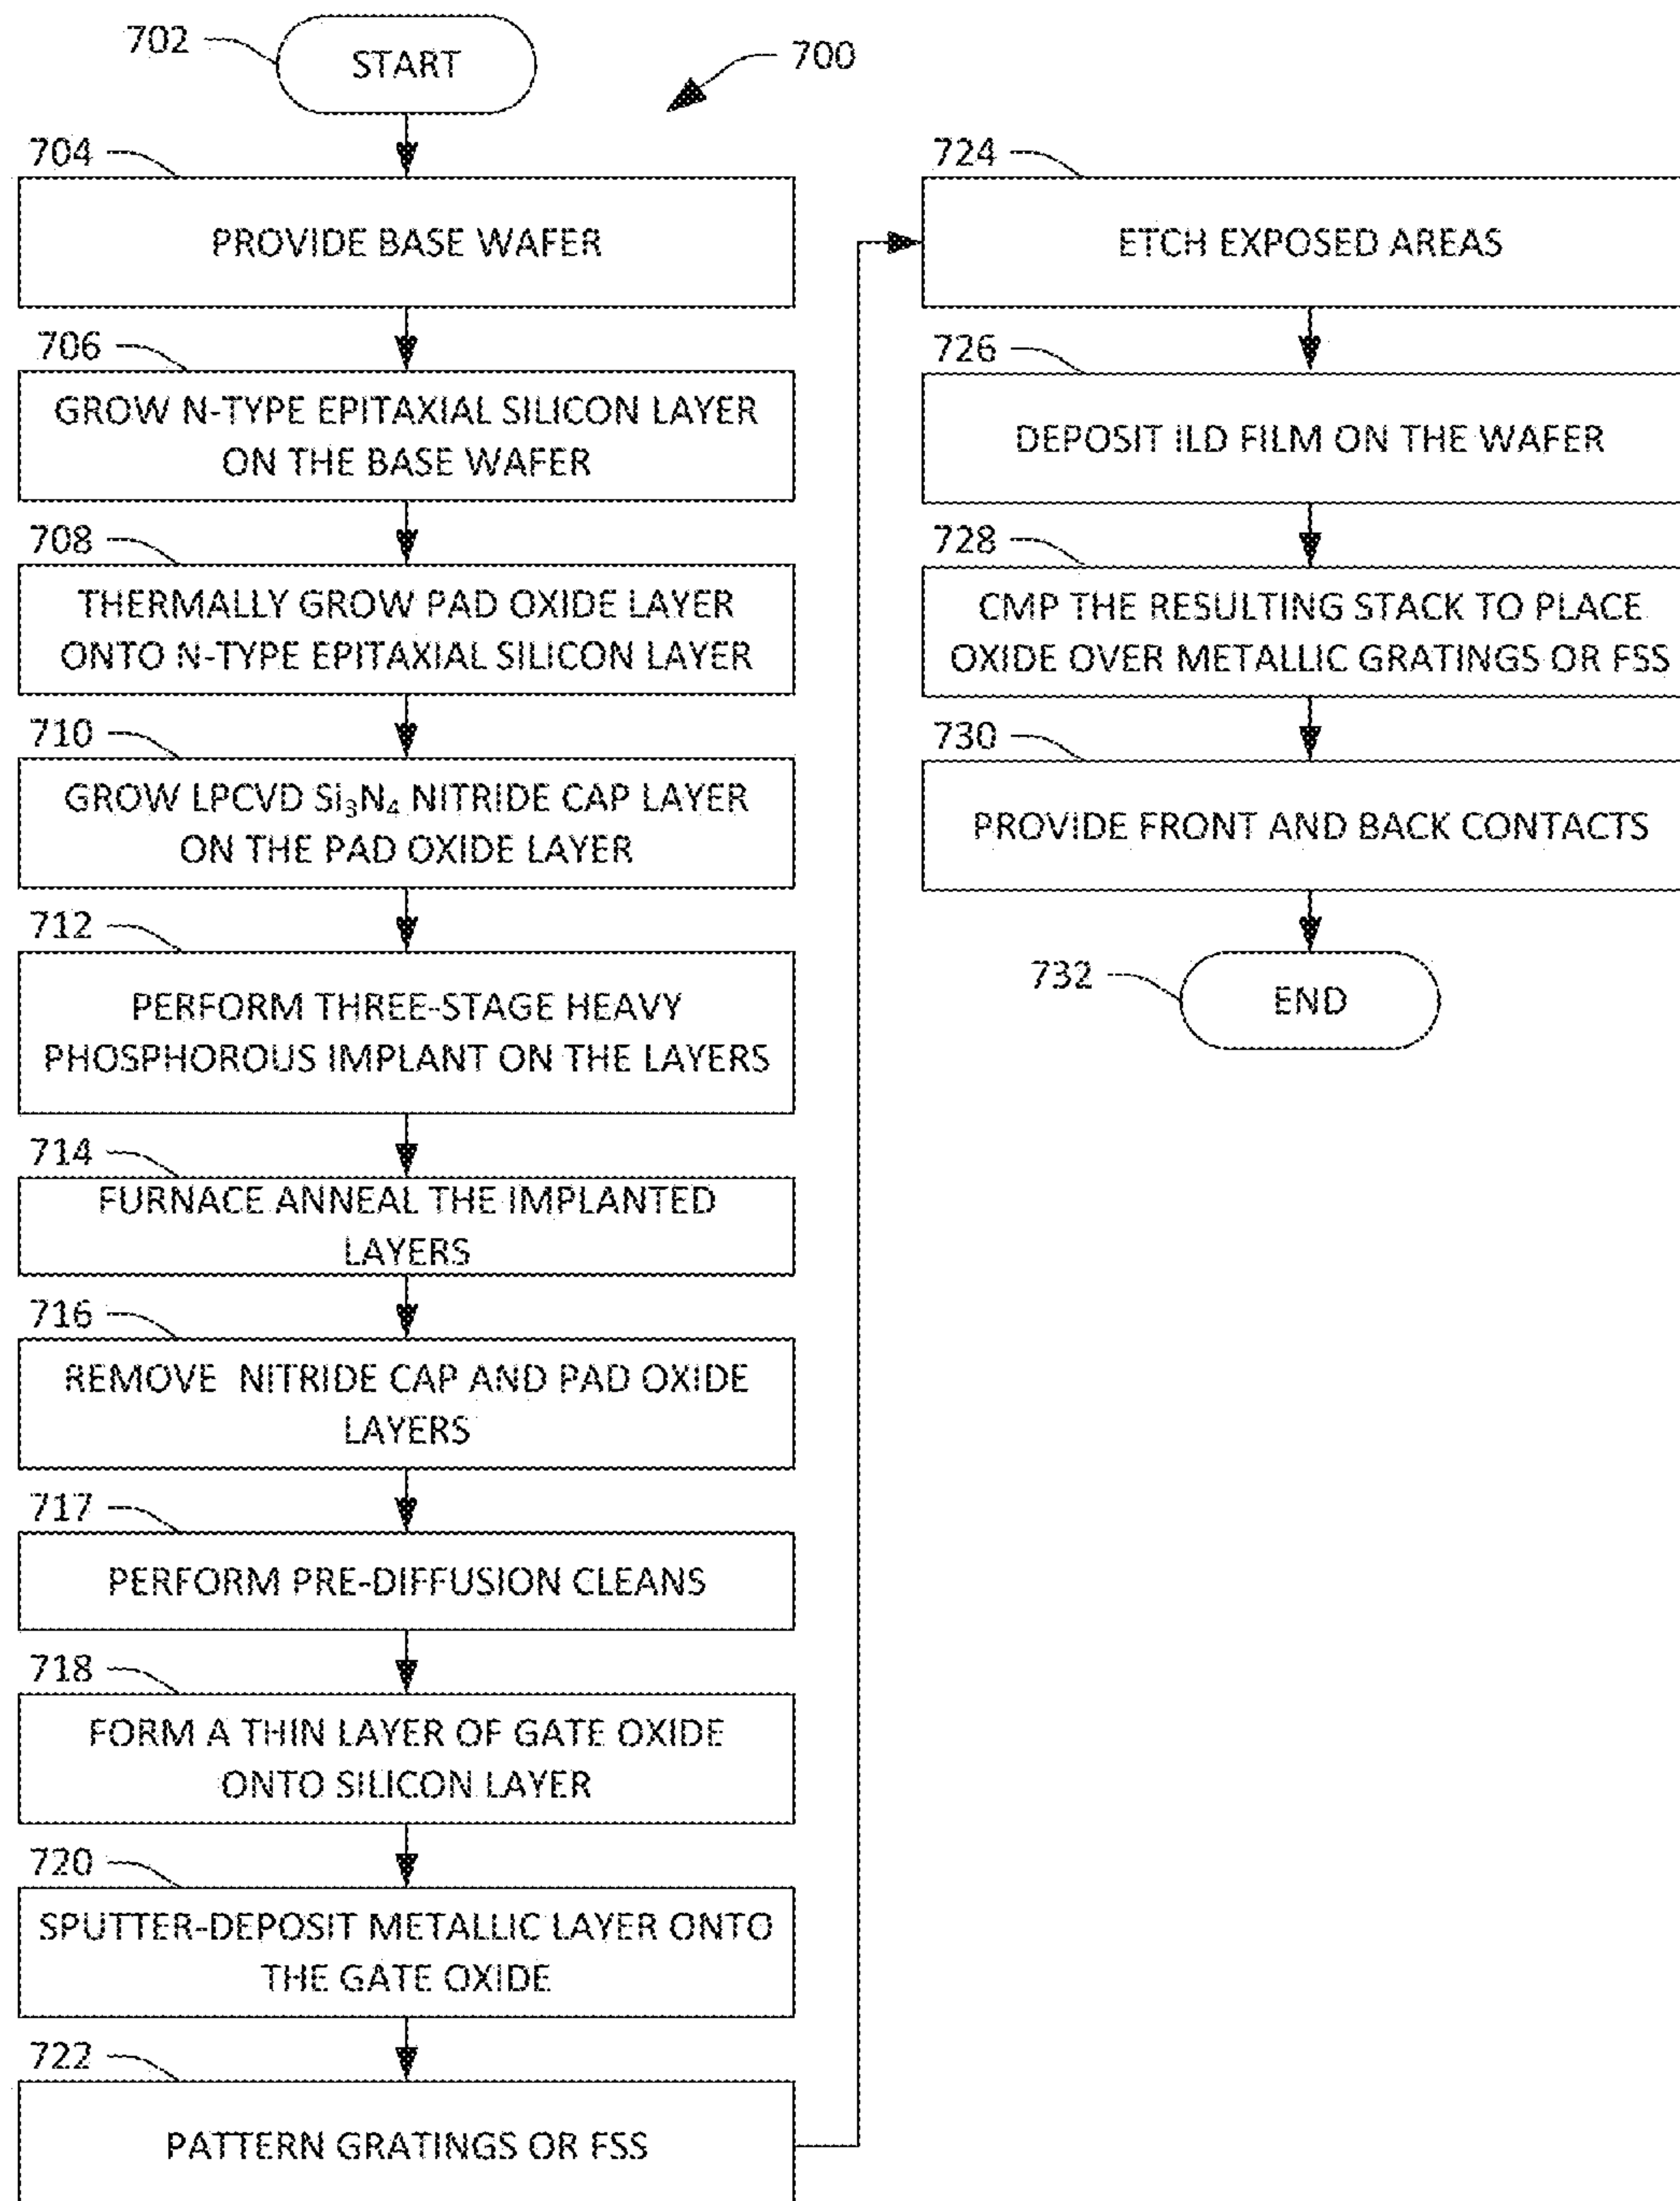 702
START
700
704
PROVIDE BASE WAFER
706
GROW N-TYPE EPITAXIAL SILICON LAYER
ON THE BASE WAFER
708
THERMALLY GROW PAD OXIDE LAYER
ONTO N-TYPE EPITAXIAL SILICON LAYER
710
GROW LPCVD Si₃N₄ NITRIDE CAP LAYER
ON THE PAD OXIDE LAYER
712
PERFORM THREE-STAGE HEAVY
PHOSPHOROUS IMPLANT ON THE LAYERS
714
FURNACE ANNEAL THE IMPLANTED
LAYERS
716
REMOVE NITRIDE CAP AND PAD OXIDE
LAYERS
717
PERFORM PRE-DIFFUSION CLEANS
718
FORM A THIN LAYER OF GATE OXIDE
ONTO SILICON LAYER
720
SPUTTER-DEPOSIT METALLIC LAYER ONTO
THE GATE OXIDE
722
PATTERN GRATINGS OR FSS
724
ETCH EXPOSED AREAS
726
DEPOSIT ILD FILM ON THE WAFER
728
CMP THE RESULTING STACK TO PLACE
OXIDE OVER METALLIC GRATINGS OR FSS
730
PROVIDE FRONT AND BACK CONTACTS
732
END